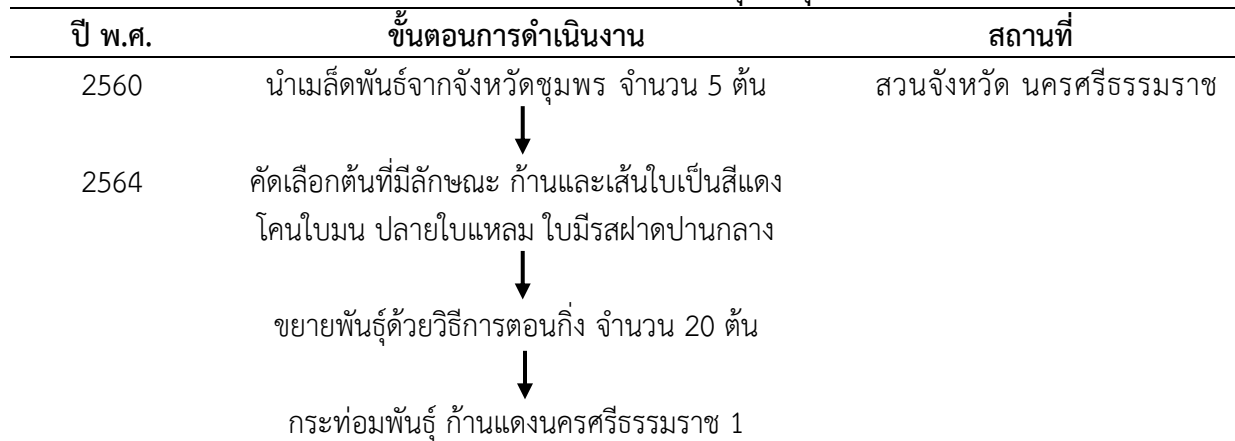 ปี พ.ศ. ขั้นตอนการดำเนินงาน สถานที่
2560 นำเมล็ดพันธ์จากจังหวัดชุมพร จำนวน 5 ต้น สวนจังหวัด นครศรีธรรมราช
2564 คัดเลือกต้นที่มีลักษณะ ก้านและเส้นใบเป็นสีแดง
โคนใบมน ปลายใบแหลม ใบมีรสฝาดปานกลาง
ขยายพันธุ์ด้วยวิธีการตอนกิ่ง จำนวน 20 ต้น
กระท่อมพันธุ์ ก้านแดงนครศรีธรรมราช 1